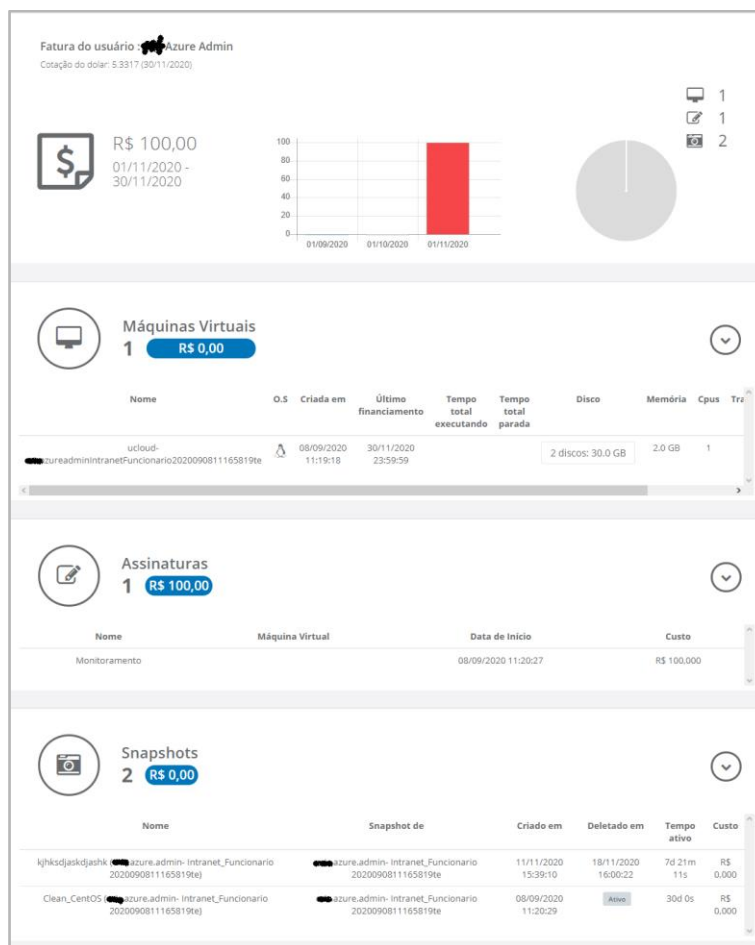 Fatura do usuário : Azure Admin
Cotação do dolar: 5.3317 (30/11/2020)
1
1
2
R$ 100,00
01/11/2020 -
30/11/2020
100
80
60
40
20
0
01/09/2020 01/10/2020 01/11/2020
Máquinas Virtuais
1 R$ 0,00
Nome O.S Criada em Último financiamento Tempo total executando Tempo total parada Disco Memória Cpus Tra
ucloud-
azureadminIntranetFuncionario2020090811165819te
08/09/2020
11:19:18
30/11/2020
23:59:59
2 discos: 30.0 GB
2.0 GB
1
Assinaturas
1 R$ 100,00
Nome Máquina Virtual Data de Início Custo
Monitoramento 08/09/2020 11:20:27 R$ 100,000
Snapshots
2 R$ 0,00
Nome Snapshot de Criado em Deletado em Tempo ativo Custo
kjhksdjaskdjashk ( azure.admin- Intranet_Funcionario
2020090811165819te)
azure.admin- Intranet_Funcionario
2020090811165819te
11/11/2020
15:39:10
18/11/2020
16:00:22
7d 21m
11s
R$
0,000
Clean_CentOS ( azure.admin- Intranet_Funcionario
2020090811165819te)
azure.admin- Intranet_Funcionario
2020090811165819te
08/09/2020
11:20:29
Ativo
30d 0s
R$
0,000